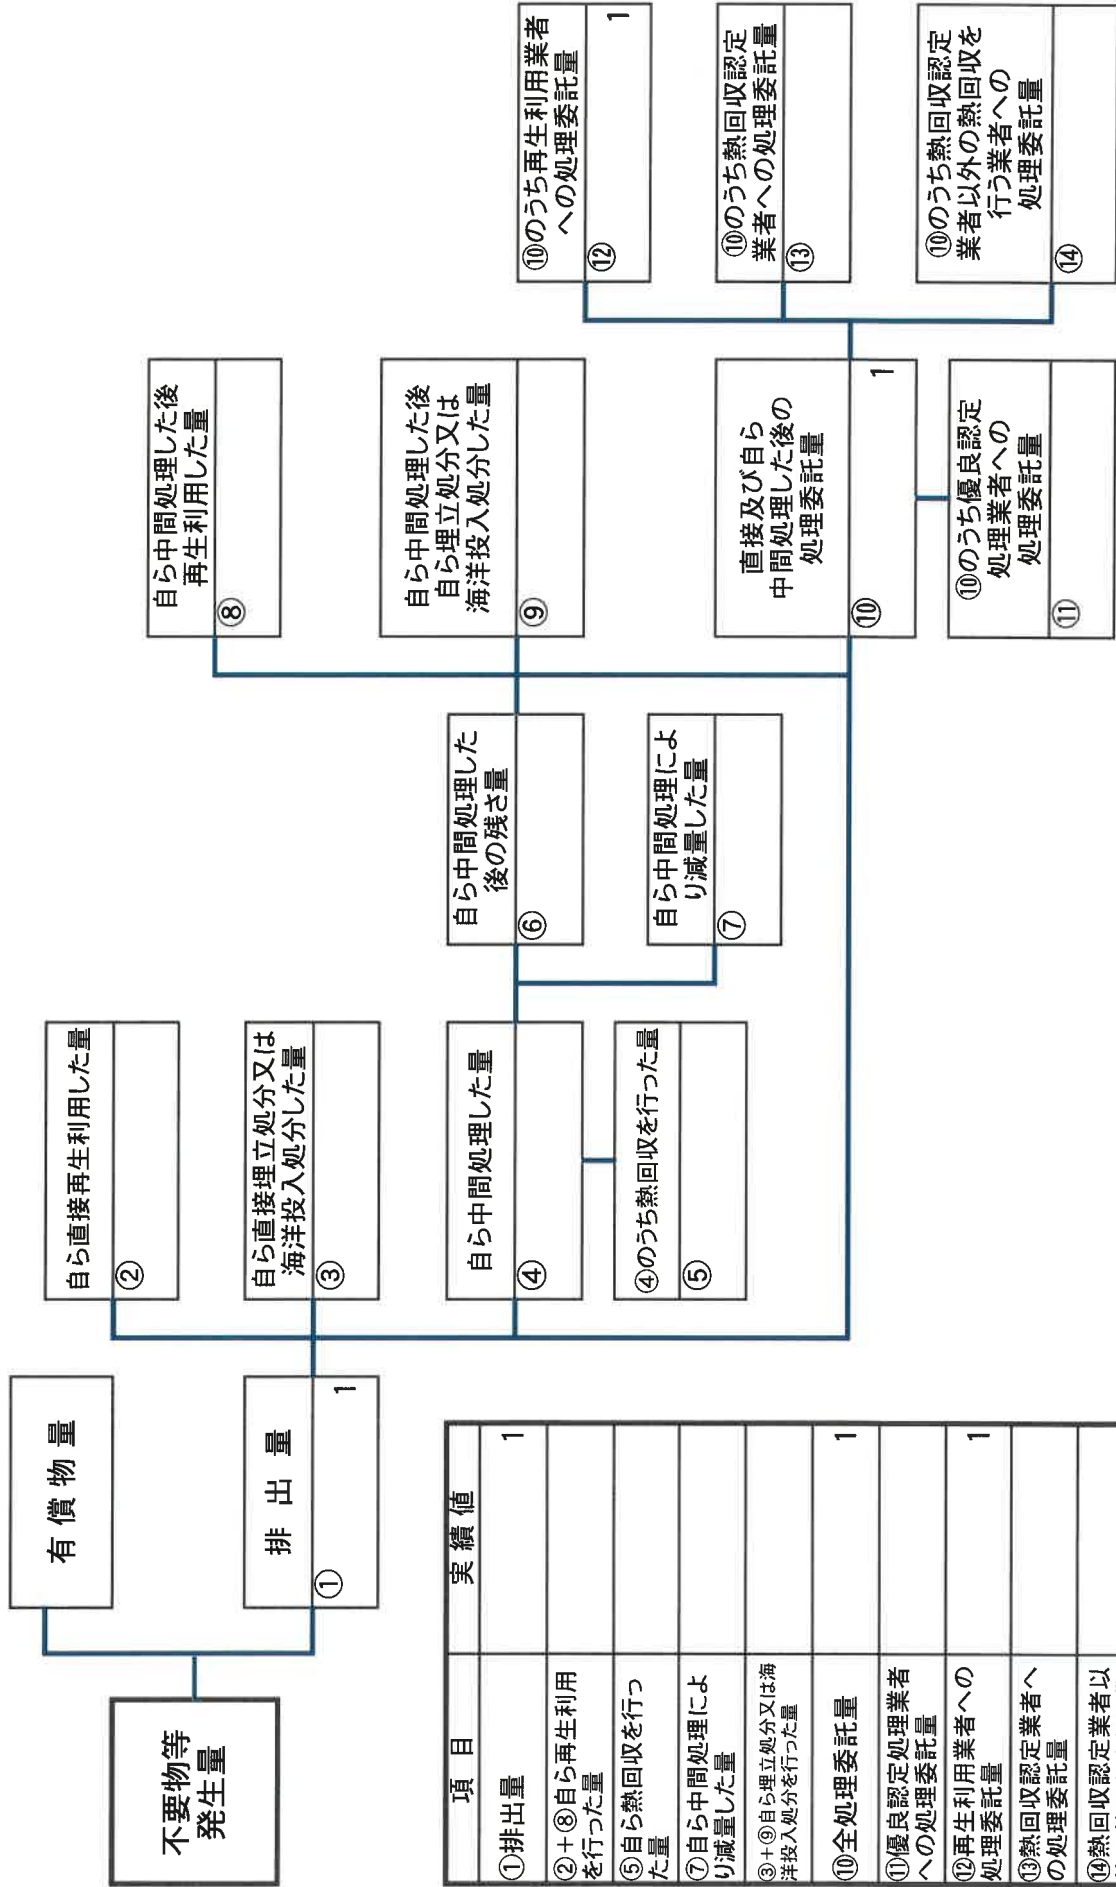 不要物等
発生量
有 償 物 量
排 出 量
①
1
自ら直接再生利用した量
②
自ら直接埋立処分又は
海洋投入処分した量
③
自ら中間処理した量
④
④のうち熱回収を行った量
⑤
自ら中間処理した
後の残さ量
⑥
自ら中間処理によ
り減量した量
⑦
自ら中間処理した後
再生利用した量
⑧
自ら中間処理した後
自ら埋立処分又は
海洋投入処分した量
⑨
直接及び自ら
中間処理した後の
処理委託量
⑩
1
⑩のうち優良認定
処理業者への
処理委託量
⑪
⑩のうち再生利用業者
への処理委託量
⑫
1
⑩のうち熱回収認定
業者への処理委託量
⑬
⑩のうち熱回収認定
業者以外の熱回収を
行う業者への
処理委託量
⑭
項 目
実 績 値
①排出量
1
②+⑧自ら再生利用
を行った量
⑤自ら熱回収を行っ
た量
⑦自ら中間処理によ
り減量した量
③+⑨自ら埋立処分又は海
洋投入処分を行った量
⑩全処理委託量
1
⑪優良認定処理業者
への処理委託量
⑫再生利用業者への
処理委託量
1
⑬熱回収認定業者へ
の処理委託量
⑭熱回収認定業者以